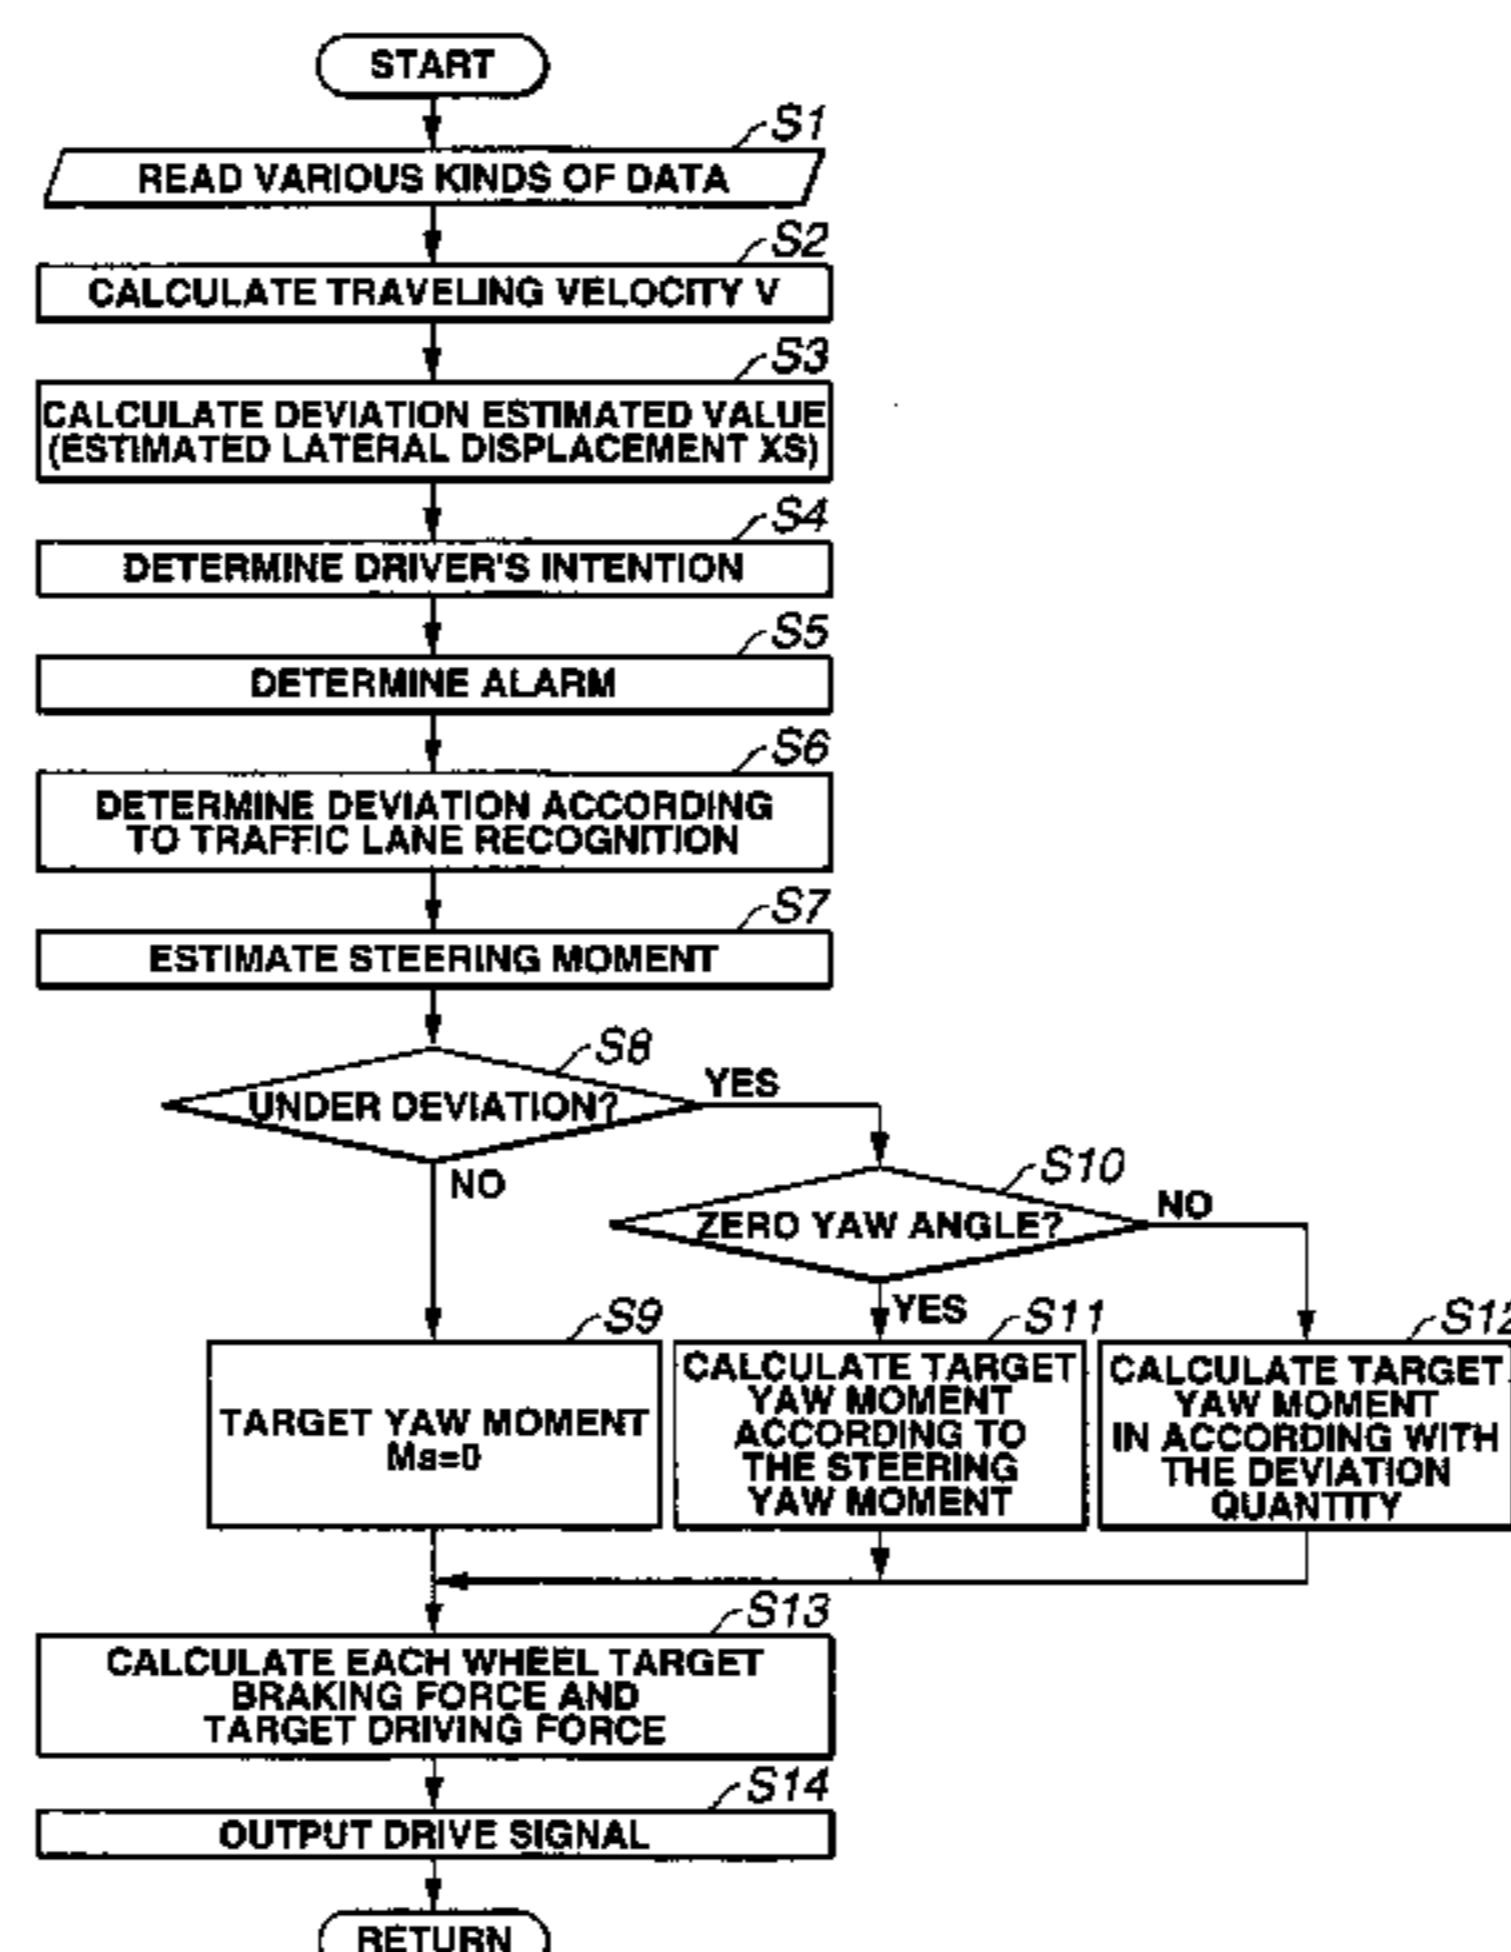 START
S1
READ VARIOUS KINDS OF DATA
S2
CALCULATE TRAVELING VELOCITY V
S3
CALCULATE DEVIATION ESTIMATED VALUE
(ESTIMATED LATERAL DISPLACEMENT XS)
S4
DETERMINE DRIVER'S INTENTION
S5
DETERMINE ALARM
S6
DETERMINE DEVIATION ACCORDING
TO TRAFFIC LANE RECOGNITION
S7
ESTIMATE STEERING MOMENT
S8
UNDER DEVIATION?
YES
NO
S10
ZERO YAW ANGLE?
NO
YES
S9
TARGET YAW MOMENT
Ms=0
S11
CALCULATE TARGET
YAW MOMENT
ACCORDING TO
THE STEERING
YAW MOMENT
S12
CALCULATE TARGET
YAW MOMENT
IN ACCORDING WITH
THE DEVIATION
QUANTITY
S13
CALCULATE EACH WHEEL TARGET
BRAKING FORCE AND
TARGET DRIVING FORCE
S14
OUTPUT DRIVE SIGNAL
RETURN